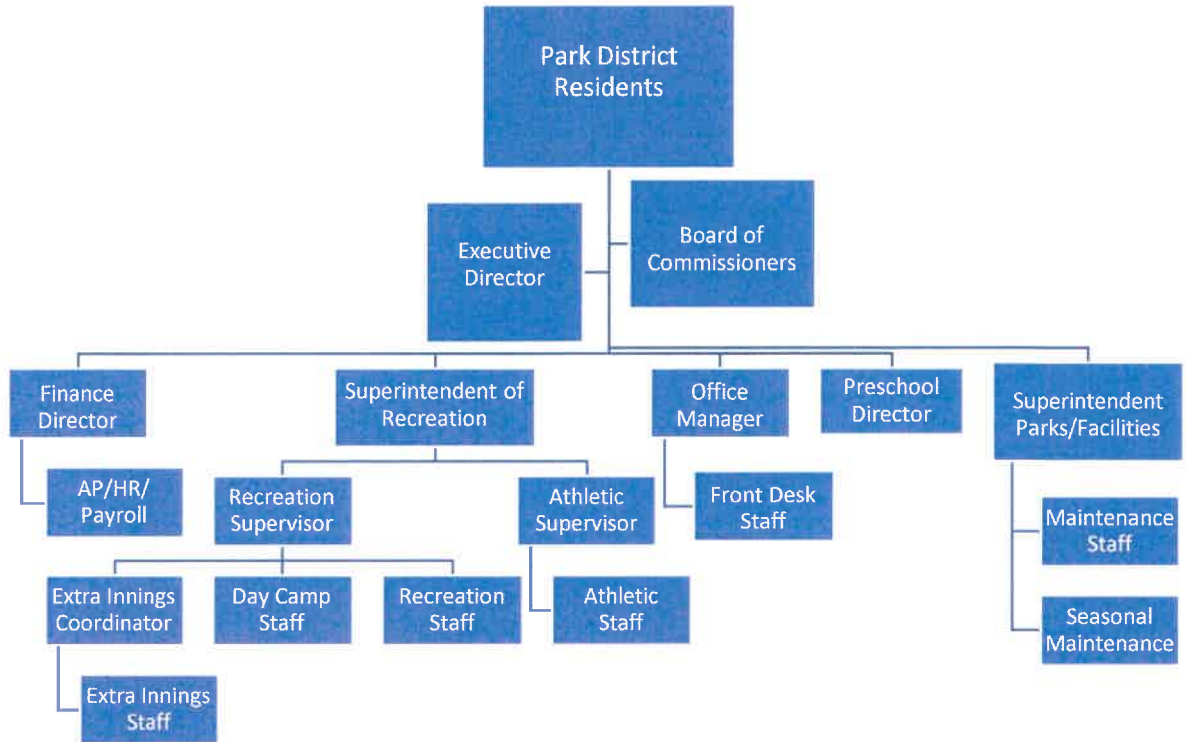 Park District
Residents
Executive
Director
Board of
Commissioners
Finance
Director
Superintendent of
Recreation
Office
Manager
Preschool
Director
Superintendent
Parks/Facilities
AP/HR/
Payroll
Recreation
Supervisor
Athletic
Supervisor
Front Desk
Staff
Maintenance
Staff
Extra Innings
Coordinator
Day Camp
Staff
Recreation
Staff
Athletic
Staff
Seasonal
Maintenance
Extra Innings
Staff